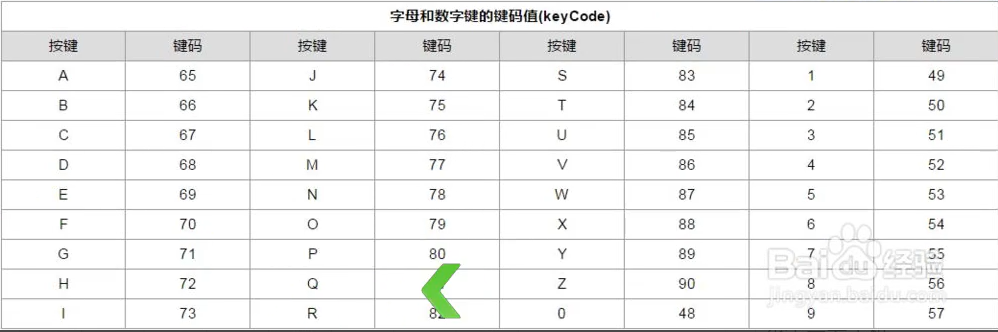 字母和数字键的键码值(keyCode)
按键 键码 按键 键码 按键 键码 按键 键码
A 65 J 74 S 83 1 49
B 66 K 75 T 84 2 50
C 67 L 76 U 85 3 51
D 68 M 77 V 86 4 52
E 69 N 78 W 87 5 53
F 70 O 79 X 88 6 54
G 71 P 80 Y 89 7 55
H 72 Q Z 90 8 56
I 73 R 82 0 48 9 57
Baidu经验
jingyan.baidu.com